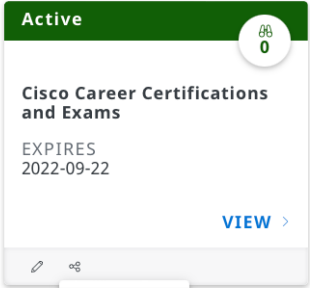 Active
0
Cisco Career Certifications
and Exams
EXPIRES
2022-09-22
VIEW